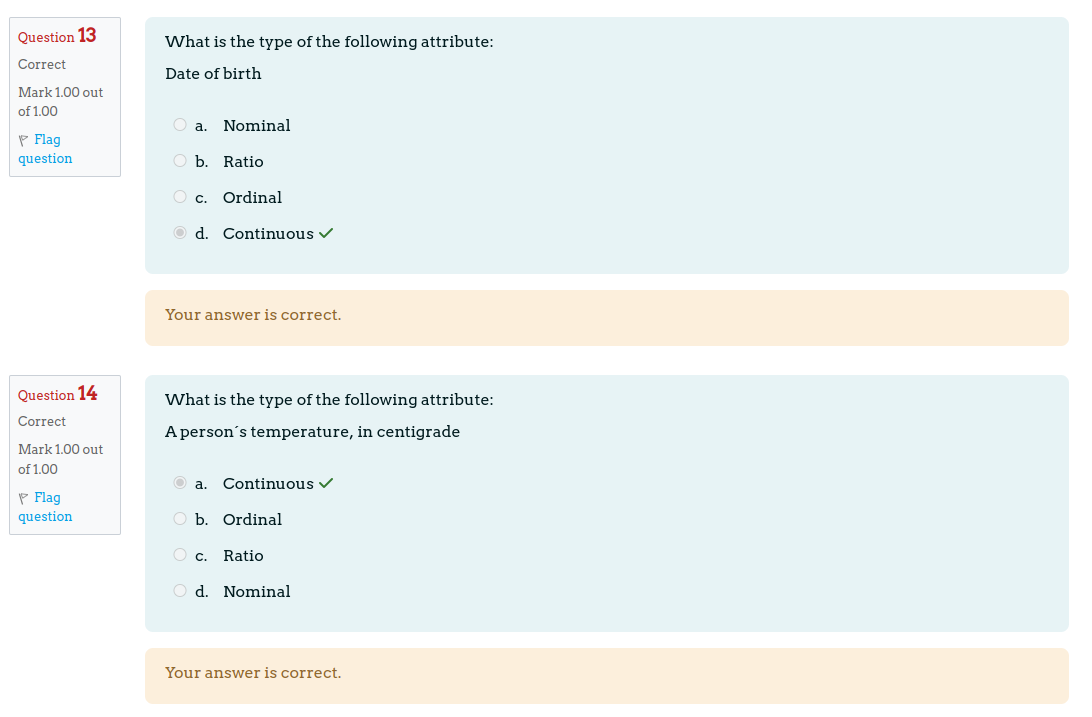 Question 13
Correct
Mark 1.00 out
of 1.00
Flag
question
What is the type of the following attribute:
Date of birth
a. Nominal
b. Ratio
c. Ordinal
d. Continuous
Your answer is correct.
Question 14
Correct
Mark 1.00 out
of 1.00
Flag
question
What is the type of the following attribute:
A person´s temperature, in centigrade
a. Continuous
b. Ordinal
c. Ratio
d. Nominal
Your answer is correct.